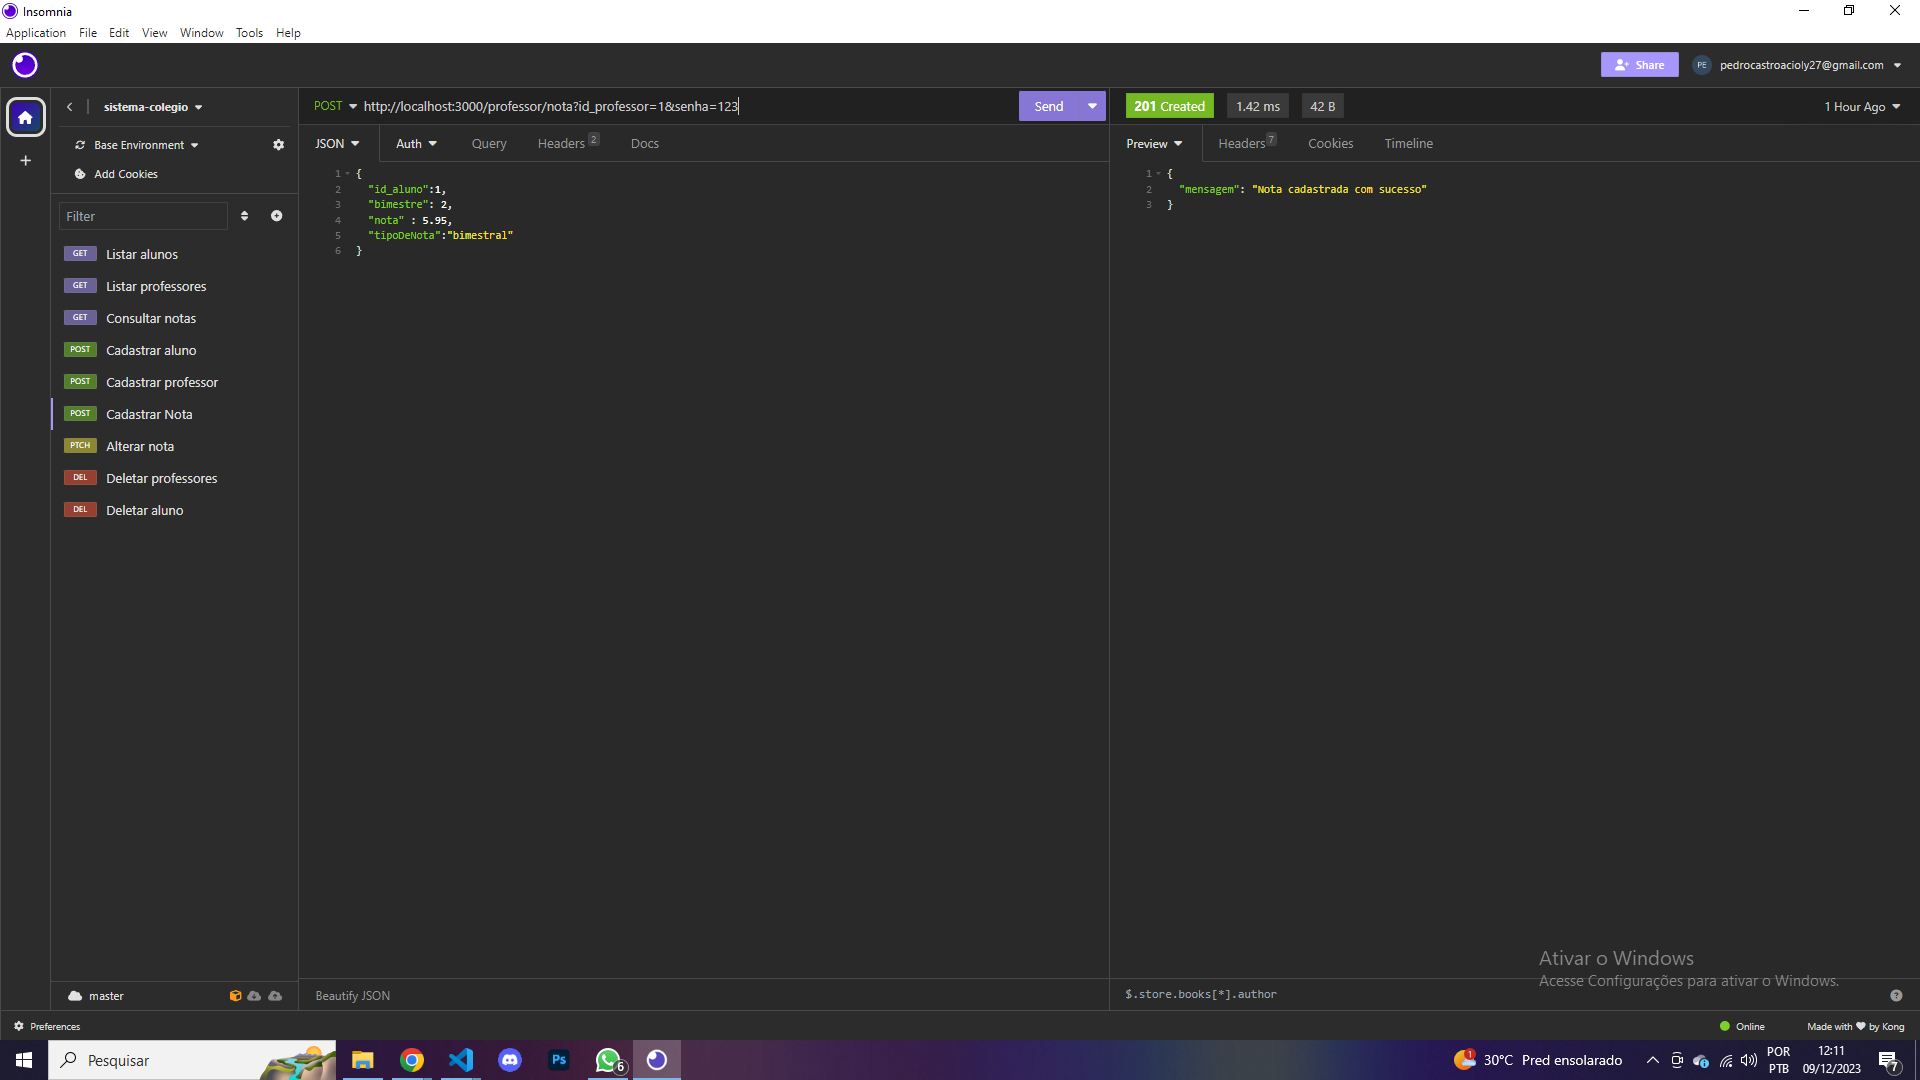 Insomnia
Application File Edit View Window Tools Help
Share
PE pedrocastroacioly27@gmail.com
sistema-colegio
Base Environment
Add Cookies
Filter
GET Listar alunos
GET Listar professores
GET Consultar notas
POST Cadastrar aluno
POST Cadastrar professor
POST Cadastrar Nota
PTCH Alterar nota
DEL Deletar professores
DEL Deletar aluno
master
POST http://localhost:3000/professor/nota?id_professor=1&senha=123
Send
JSON Auth Query Headers 2 Docs
1 {
2 "id_aluno":1,
3 "bimestre": 2,
4 "nota" : 5.95,
5 "tipoDeNota":"bimestral"
6 }
Beautify JSON
201 Created 1.42 ms 42 B 1 Hour Ago
Preview Headers 7 Cookies Timeline
1 {
2 "mensagem": "Nota cadastrada com sucesso"
3 }
Ativar o Windows
Acesse Configurações para ativar o Windows.
$.store.books[*].author
Preferences
Online Made with by Kong
Pesquisar
Ps
6
1
30°C Pred ensolarado
POR
PTB
12:11
09/12/2023
7